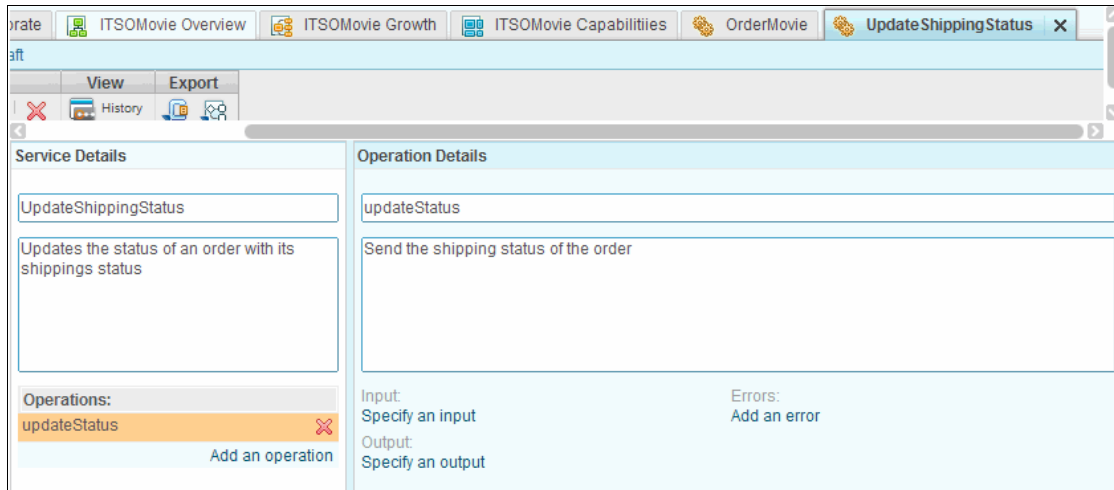 orate ITSOMovie Overview ITSOMovie Growth ITSOMovie Capabilitiies OrderMovie UpdateShippingStatus
aft
View Export
History
Service Details Operation Details
UpdateShippingStatus updateStatus
Updates the status of an order with its Send the shipping status of the order
shippings status
Operations: Input: Errors:
updateStatus Specify an input Add an error
Add an operation Output:
Specify an output